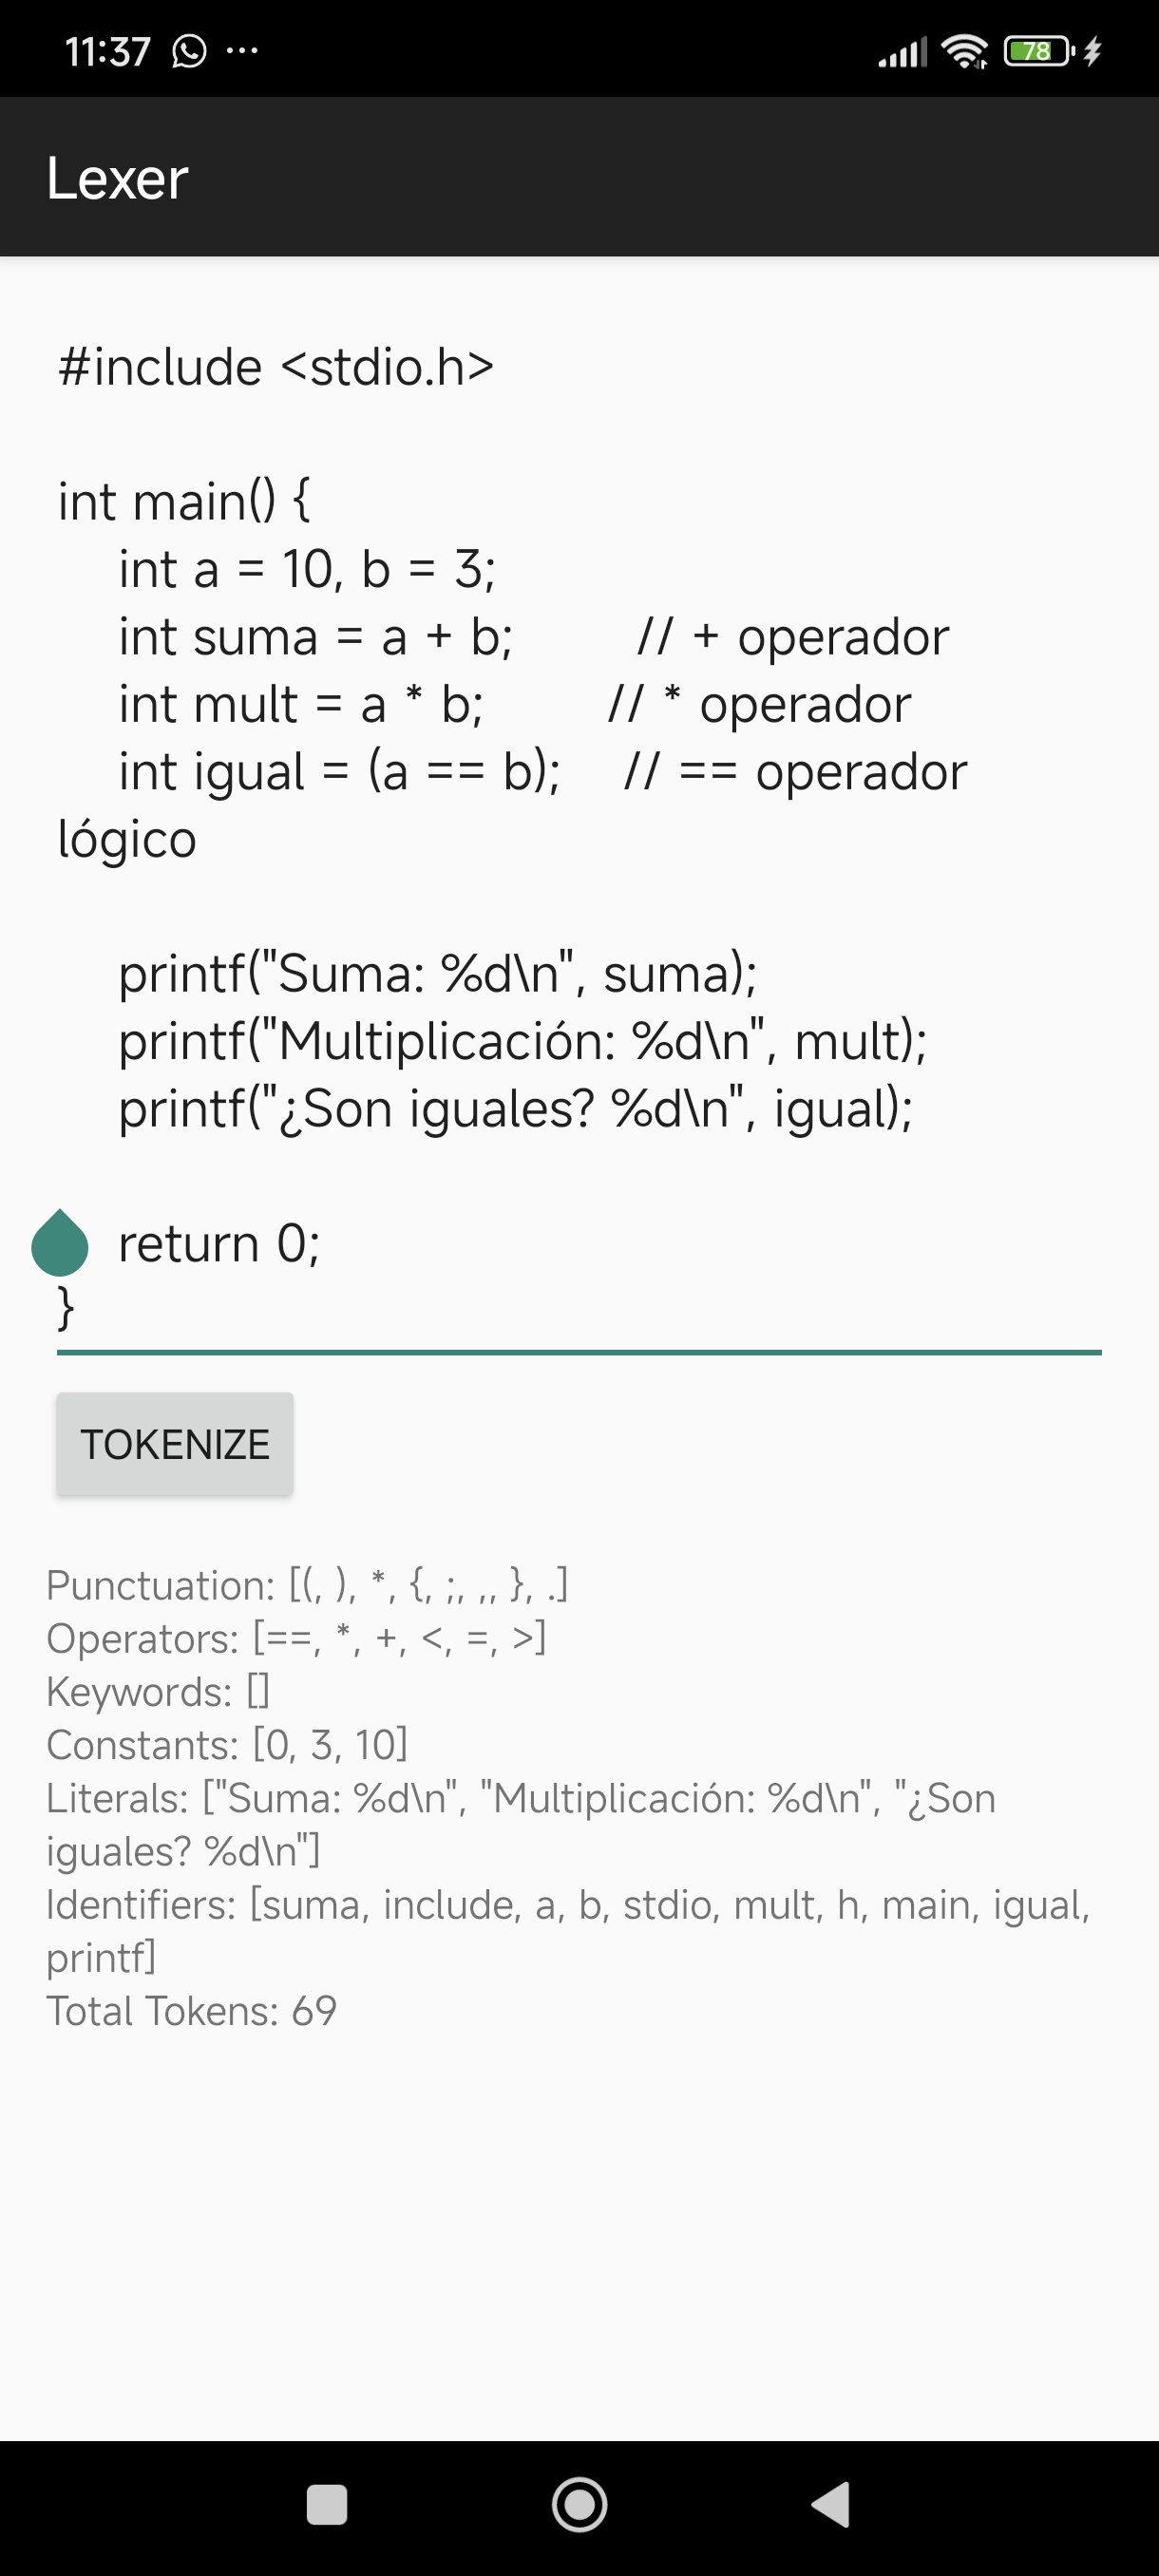 11:37 ...
78
Lexer
#include <stdio.h>
int main() {
int a = 10, b = 3;
int suma = a + b; // + operador
int mult = a * b; // * operador
int igual = (a == b); // == operador
lógico
printf("Suma: %d\n", suma);
printf("Multiplicación: %d\n", mult);
printf("¿Son iguales? %d\n", igual);
return 0;
}
TOKENIZE
Punctuation: [(, ), *, {, ;, ,, }, .]
Operators: [==, *, +, <, =, >]
Keywords: []
Constants: [0, 3, 10]
Literals: ["Suma: %d\n", "Multiplicación: %d\n", "¿Son
iguales? %d\n"]
Identifiers: [suma, include, a, b, stdio, mult, h, main, igual,
printf]
Total Tokens: 69